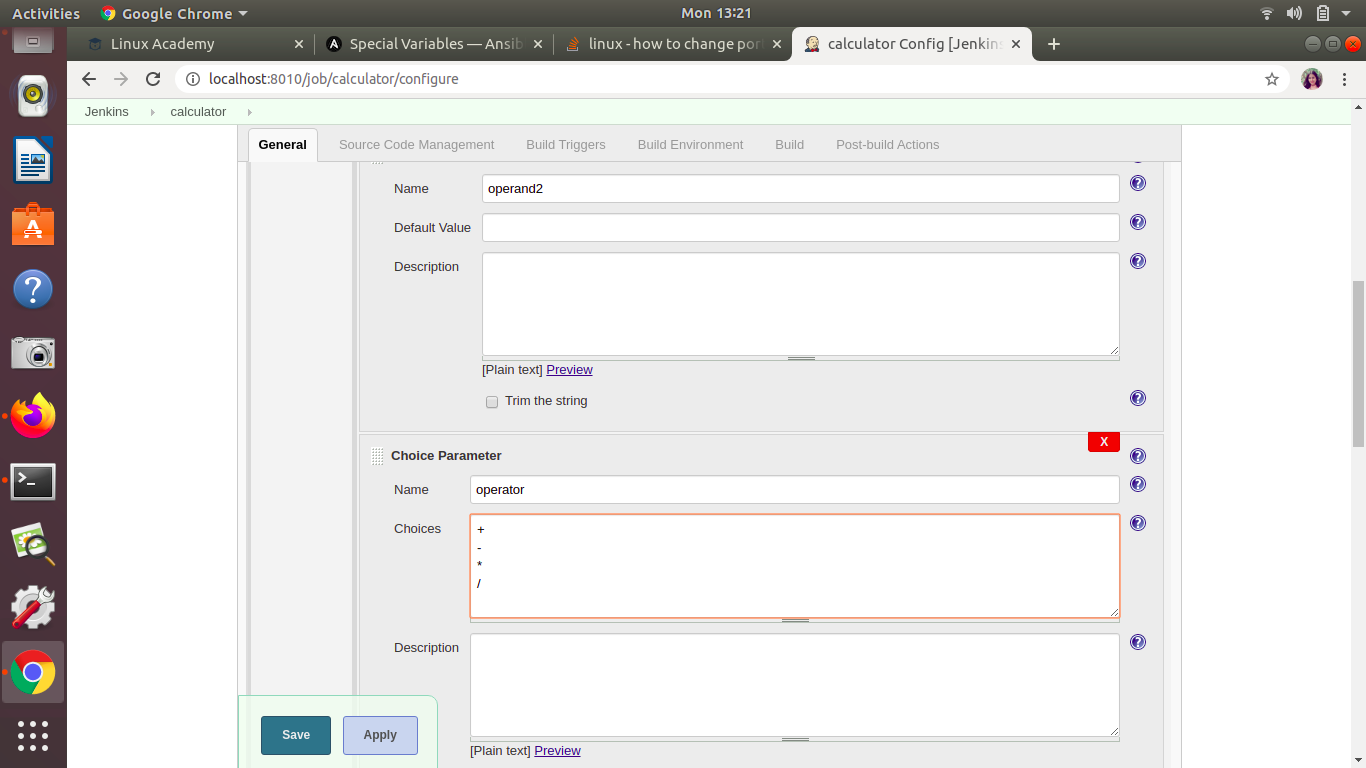 Activities Google Chrome Mon 13:21
Linux Academy Special Variables — Ansib linux - how to change por calculator Config [Jenkins
localhost:8010/job/calculator/configure
Jenkins calculator
General Source Code Management Build Triggers Build Environment Build Post-build Actions
Name operand2
Default Value
Description
[Plain text] Preview
Trim the string
X
Choice Parameter
Name operator
Choices +
-
*
/
Description
Save Apply
[Plain text] Preview